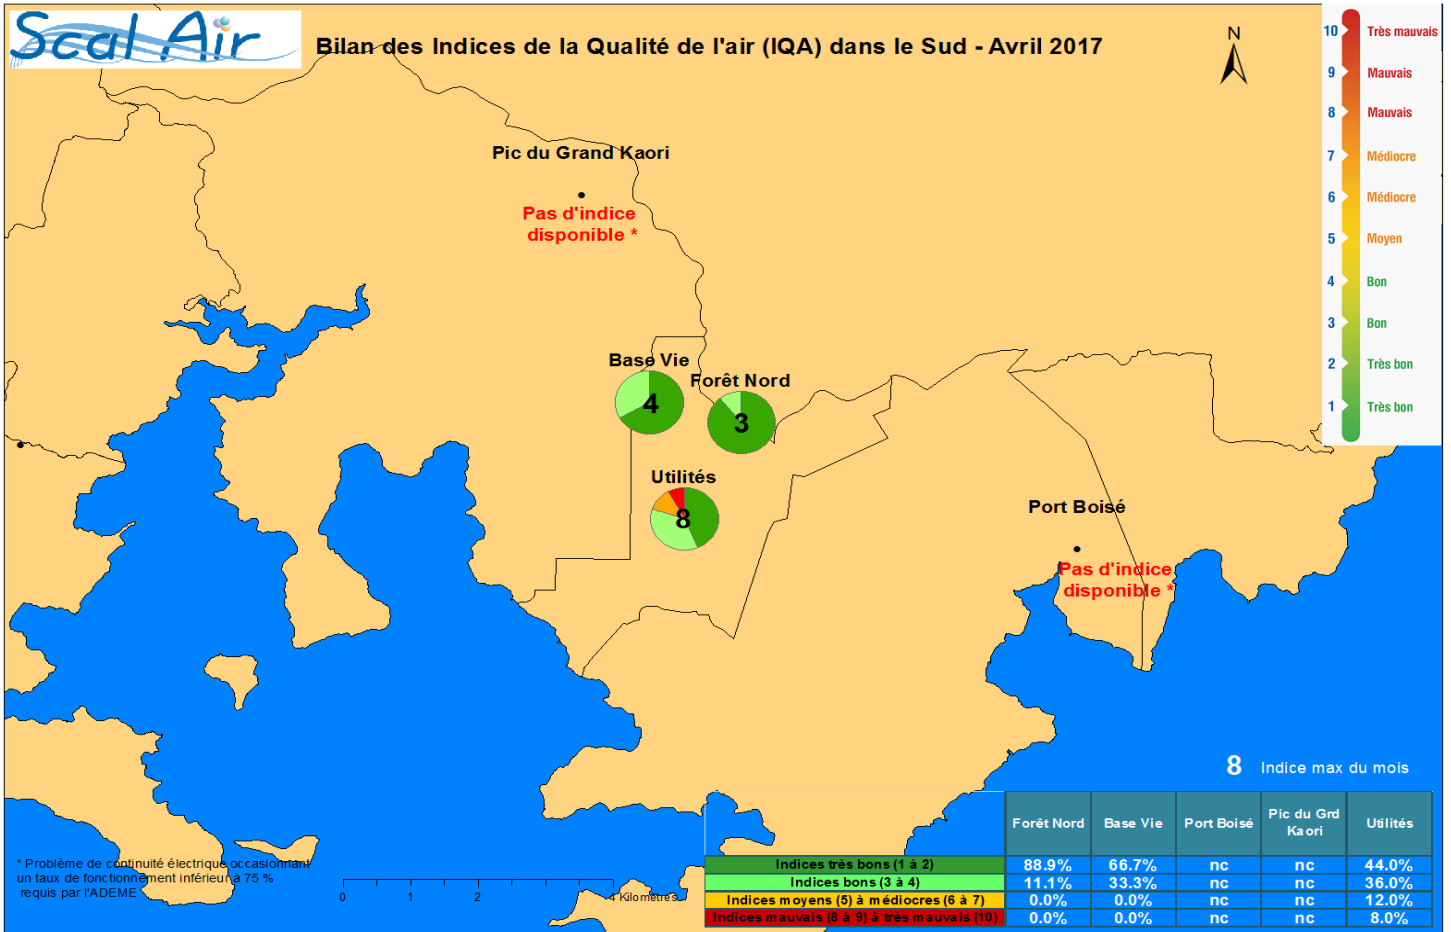 Scal Air
Bilan des Indices de la Qualité de l'air (IQA) dans le Sud - Avril 2017
N
10 Très mauvais
9 Mauvais
8 Mauvais
7 Médiocre
6 Médiocre
5 Moyen
4 Bon
3 Bon
2 Très bon
1 Très bon
Pic du Grand Kaori
Pas d'indice
disponible *
Base Vie
4
Forêt Nord
3
Utilités
8
Port Boisé
Pas d'indice
disponible *
8 Indice max du mois
Forêt Nord Base Vie Port Boisé Pic du Grd Kaori Utilités
Indices très bons (1 à 2) 88.9% 66.7% nc nc 44.0%
Indices bons (3 à 4) 11.1% 33.3% nc nc 36.0%
Indices moyens (5) à médiocres (6 à 7) 0.0% 0.0% nc nc 12.0%
Indices mauvais (8 à 9) à très mauvais (10) 0.0% 0.0% nc nc 8.0%
* Problème de continuité électrique occasionnant
un taux de fonctionnement inférieur à 75 %
requis par l'ADEME
0 1 2 4 Kilomètres